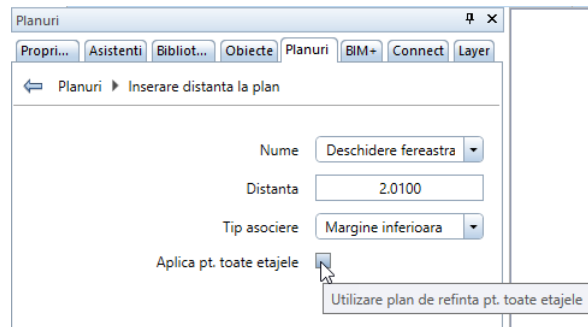 Planuri
Propri... Asistenti Bibliot... Obiecte Planuri BIM+ Connect Layer
Planuri Inserare distanta la plan
Nume Deschidere fereastra
Distanta 2.0100
Tip asociere Margine inferioara
Aplica pt. toate etajele
Utilizare plan de refinta pt. toate etajele